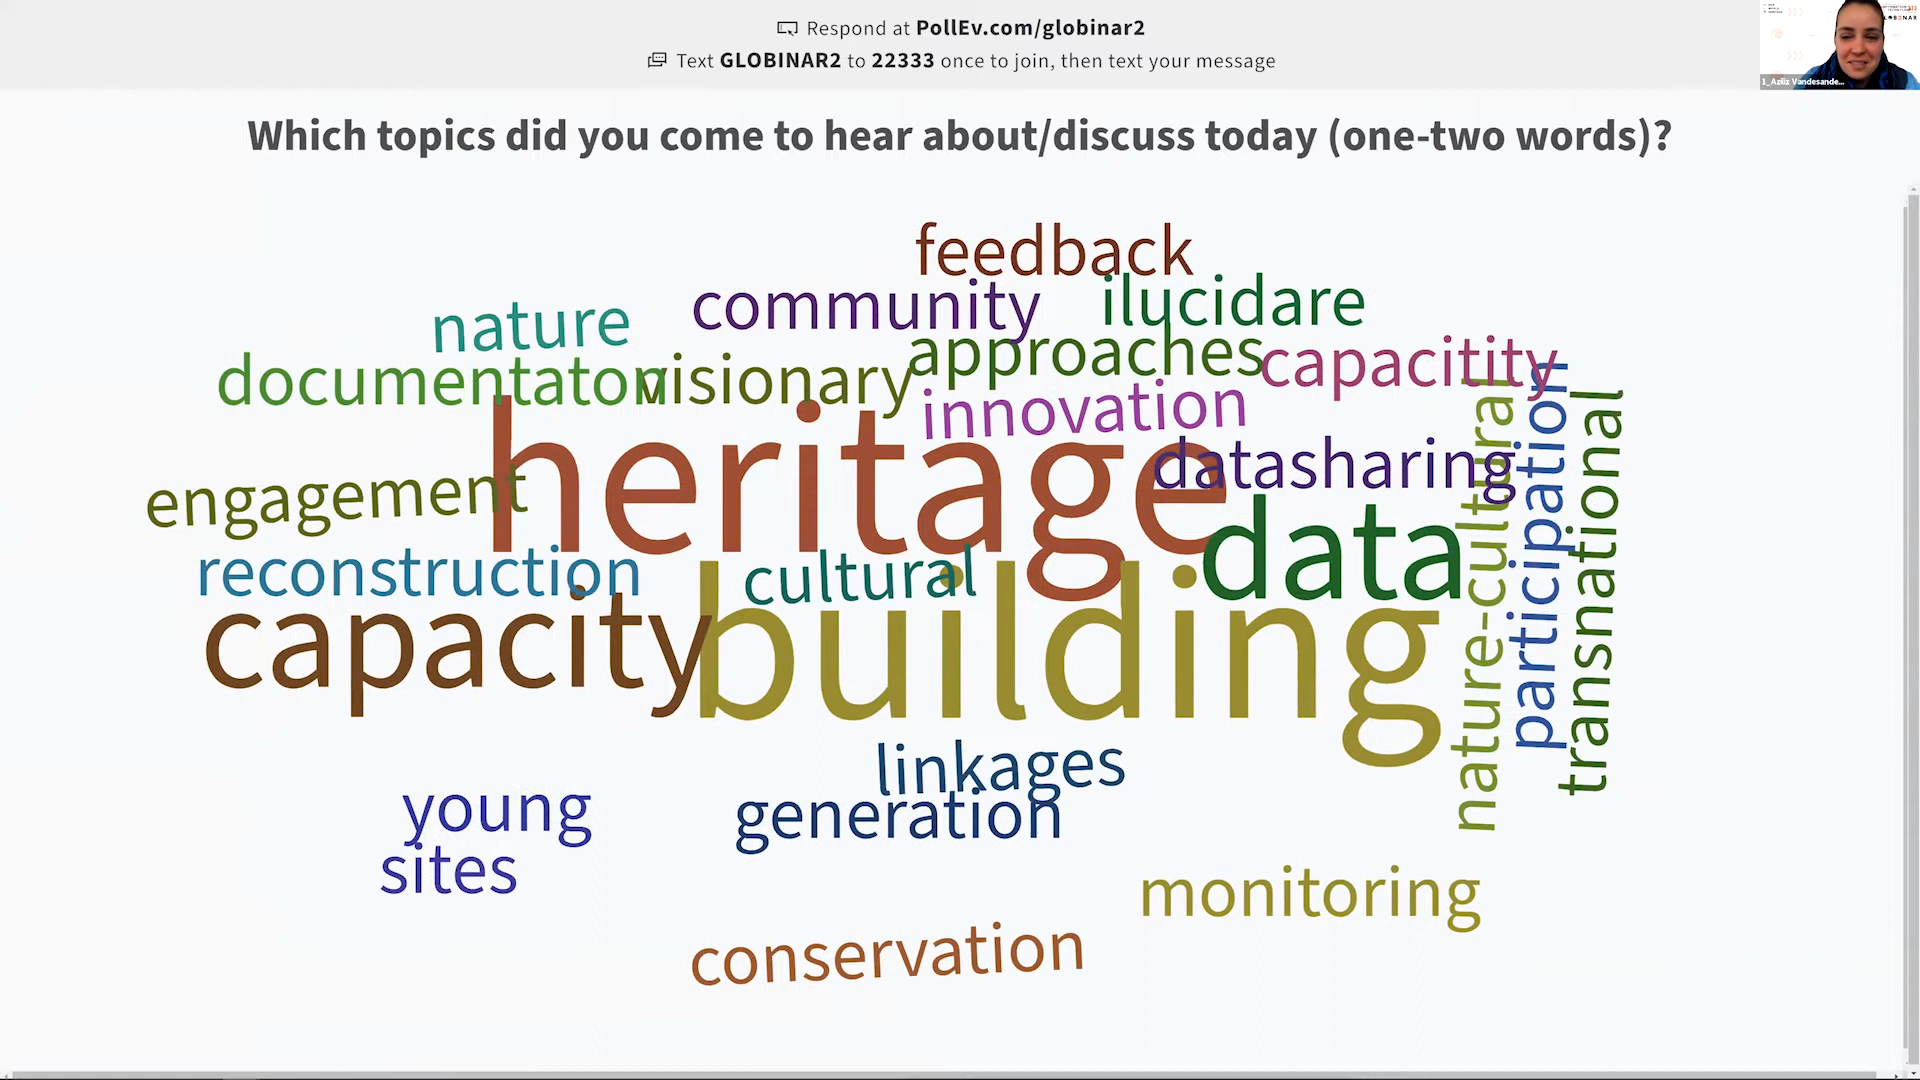 Respond at PollEv.com/globinar2
Text GLOBINAR2 to 22333 once to join, then text your message
1_Aziliz Vandesande...
Which topics did you come to hear about/discuss today (one-two words)?
feedback
community
ilucidare
nature
approaches
capacitity
documentaton
visionary
innovation
heritage
datasharing
engagement
data
nature-cultural
participation
transnational
reconstruction
cultural
capacity
building
linkages
young
generation
sites
monitoring
conservation